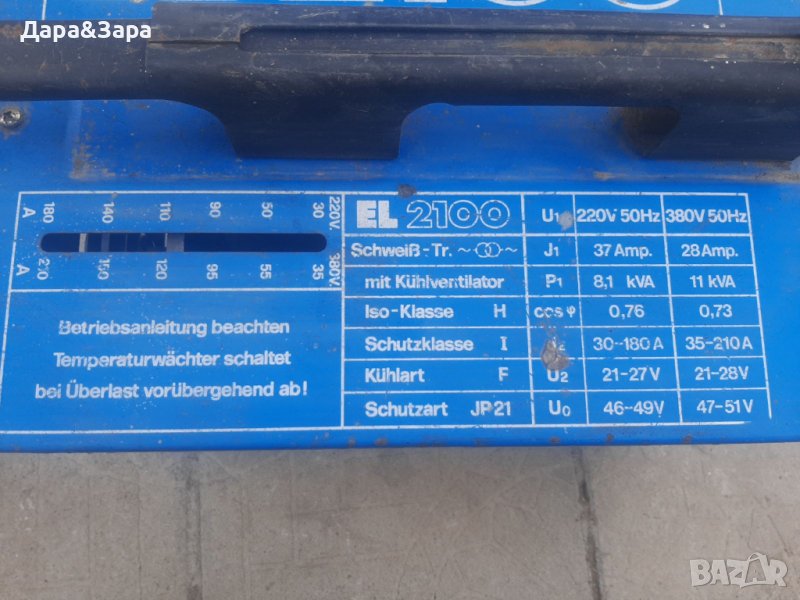 Дара&Зара
EL 2100 U1 220V 50Hz 380V 50Hz
Schweiß-Tr. J1 37 Amp. 28 Amp.
mit Kühlventilator P1 8,1 kVA 11 kVA
Iso-Klasse H cos φ 0,76 0,73
Schutzklasse I 30-180 A 35-210 A
Kühlart F U2 21-27 V 21-28 V
Schutzart JP 21 U0 46-49 V 47-51 V
A 180 140 110 90 50 30 220V.
A 210 150 120 95 55 35 380V.
Betriebsanleitung beachten
Temperaturwächter schaltet
bei Überlast vorübergehend ab!
BAZAR